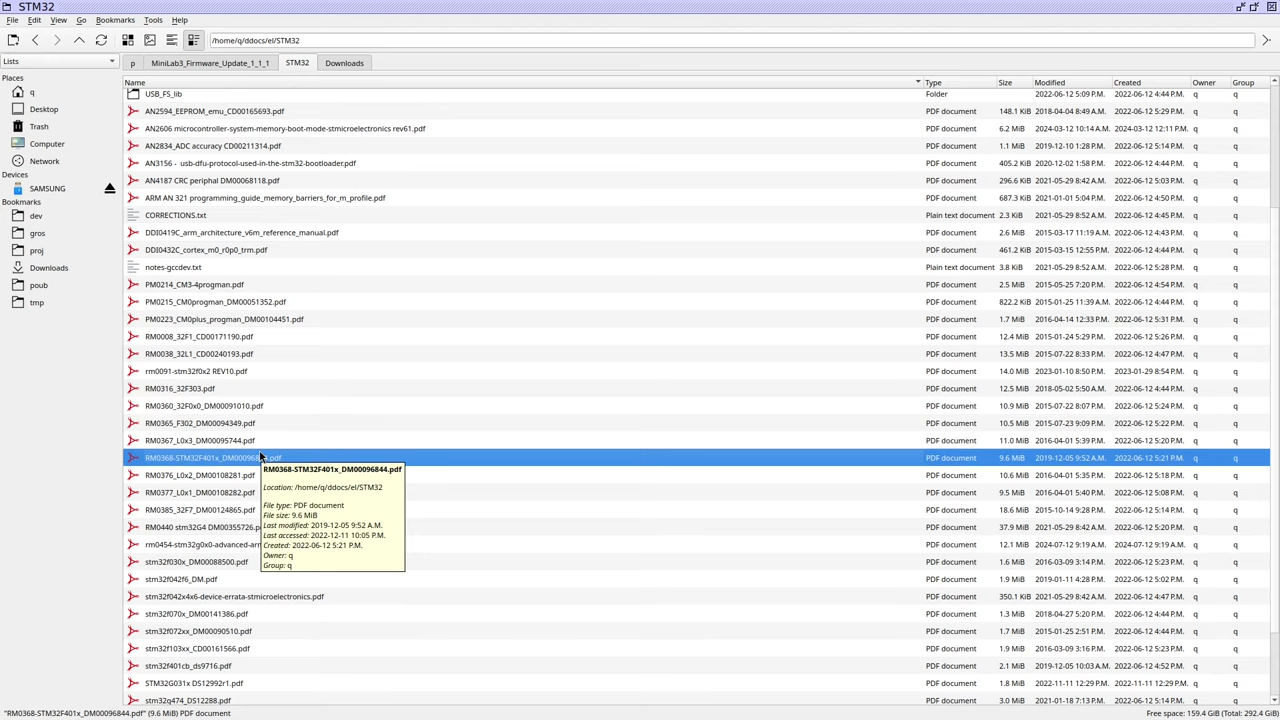 STM32
File Edit View Go Bookmarks Tools Help
/home/q/ddocs/el/STM32
Lists
p MiniLab3_Firmware_Update_1_1_1 STM32 Downloads
Places
q
Desktop
Trash
Computer
Network
Devices
SAMSUNG
Bookmarks
dev
gros
proj
Downloads
poub
tmp
Name Type Size Modified Created Owner Group
USB_FS_lib Folder 2022-06-12 5:09 P.M. 2022-06-12 4:44 P.M. q q
AN2594_EEPROM_emu_CD00165693.pdf PDF document 148.1 KiB 2018-04-04 8:49 A.M. 2022-06-12 5:03 P.M. q q
AN2606 microcontroller-system-memory-boot-mode-stmicroelectronics rev61.pdf PDF document 6.2 MiB 2024-03-12 10:14 A.M. 2024-03-12 12:11 P.M. q q
AN2834_ADC accuracy CD00211314.pdf PDF document 1.1 MiB 2019-12-10 1:28 P.M. 2022-06-12 5:14 P.M. q q
AN3156 - usb-dfu-protocol-used-in-the-stm32-bootloader.pdf PDF document 405.2 KiB 2020-12-02 1:58 P.M. 2022-06-12 4:44 P.M. q q
AN4187 CRC periphal DM00068118.pdf PDF document 296.6 KiB 2021-05-29 8:42 A.M. 2022-06-12 5:03 P.M. q q
ARM AN 321 programming_guide_memory_barriers_for_m_profile.pdf PDF document 687.3 KiB 2021-01-01 5:04 P.M. 2022-06-12 4:50 P.M. q q
CORRECTIONS.txt Plain text document 2.3 KiB 2021-05-29 8:52 A.M. 2022-06-12 4:45 P.M. q q
DDI0419C_arm_architecture_v6m_reference_manual.pdf PDF document 2.6 MiB 2015-03-17 11:19 A.M. 2022-06-12 4:43 P.M. q q
DDI0432C_cortex_m0_r0p0_trm.pdf PDF document 461.2 KiB 2015-03-15 12:55 P.M. 2022-06-12 4:44 P.M. q q
notes-gccdev.txt Plain text document 3.8 KiB 2021-05-29 8:52 A.M. 2022-06-12 5:28 P.M. q q
PM0214_CM3-4progman.pdf PDF document 2.5 MiB 2015-05-25 7:20 P.M. 2022-06-12 4:54 P.M. q q
PM0215_CM0progman_DM00051352.pdf PDF document 822.2 KiB 2015-01-25 11:39 A.M. 2022-06-12 4:44 P.M. q q
PM0223_CM0plus_progman_DM00104451.pdf PDF document 1.7 MiB 2016-04-14 12:33 P.M. 2022-06-12 5:31 P.M. q q
RM0008_32F1_CD00171190.pdf PDF document 12.4 MiB 2015-01-24 5:29 P.M. 2022-06-12 5:26 P.M. q q
RM0038_32L1_CD00240193.pdf PDF document 13.5 MiB 2015-07-22 8:33 P.M. 2022-06-12 4:47 P.M. q q
rm0091-stm32f0x2 REV10.pdf PDF document 14.0 MiB 2023-01-10 8:50 P.M. 2023-01-29 8:54 P.M. q q
RM0316_32F303.pdf PDF document 12.5 MiB 2018-05-02 5:50 P.M. 2022-06-12 4:44 P.M. q q
RM0360_32F0x0_DM00091010.pdf PDF document 10.9 MiB 2015-07-22 8:07 P.M. 2022-06-12 5:24 P.M. q q
RM0365_F302_DM00094349.pdf PDF document 10.5 MiB 2015-07-23 9:09 P.M. 2022-06-12 5:21 P.M. q q
RM0367_L0x3_DM00095744.pdf PDF document 11.0 MiB 2016-04-01 5:39 P.M. 2022-06-12 5:20 P.M. q q
RM0368-STM32F401x_DM000968 .pdf PDF document 9.6 MiB 2019-12-05 9:52 A.M. 2022-06-12 5:21 P.M. q q
RM0376_L0x2_DM00108281.pdf PDF document 10.6 MiB 2016-04-01 5:35 P.M. 2022-06-12 5:18 P.M. q q
RM0377_L0x1_DM00108282.pdf PDF document 9.5 MiB 2016-04-01 5:40 P.M. 2022-06-12 5:08 P.M. q q
RM0385_32F7_DM00124865.pdf PDF document 18.6 MiB 2015-10-14 9:28 P.M. 2022-06-12 5:14 P.M. q q
RM0440 stm32G4 DM00355726.p PDF document 37.9 MiB 2021-05-29 8:42 A.M. 2022-06-12 5:20 P.M. q q
rm0454-stm32g0x0-advanced-arr PDF document 12.1 MiB 2024-07-12 9:19 A.M. 2024-07-12 9:19 A.M. q q
stm32f030x_DM00088500.pdf PDF document 1.6 MiB 2016-03-09 3:14 P.M. 2022-06-12 5:23 P.M. q q
stm32f042f6_DM.pdf PDF document 1.9 MiB 2019-01-11 4:28 P.M. 2022-06-12 5:02 P.M. q q
stm32f042x4x6-device-errata-stmicroelectronics.pdf PDF document 350.1 KiB 2021-05-29 8:42 A.M. 2022-06-12 4:47 P.M. q q
stm32f070x_DM00141386.pdf PDF document 1.3 MiB 2018-04-27 5:20 P.M. 2022-06-12 4:44 P.M. q q
stm32f072xx_DM00090510.pdf PDF document 1.7 MiB 2015-01-25 2:51 P.M. 2022-06-12 4:44 P.M. q q
stm32f103xx_CD00161566.pdf PDF document 1.9 MiB 2016-03-09 3:16 P.M. 2022-06-12 5:23 P.M. q q
stm32f401cb_ds9716.pdf PDF document 2.1 MiB 2019-12-05 10:03 A.M. 2022-06-12 4:52 P.M. q q
STM32G031x DS12992r1.pdf PDF document 1.8 MiB 2022-11-11 12:29 P.M. 2022-11-11 12:29 P.M. q q
stm32g474_DS12288.pdf PDF document 3.0 MiB 2021-01-18 7:13 P.M. 2022-06-12 5:14 P.M. q q
RM0368-STM32F401x_DM00096844.pdf
Location: /home/q/ddocs/el/STM32
File type: PDF document
File size: 9.6 MiB
Last modified: 2019-12-05 9:52 A.M.
Last accessed: 2022-12-11 10:05 P.M.
Created: 2022-06-12 5:21 P.M.
Owner: q
Group: q
"RM0368-STM32F401x_DM00096844.pdf" (9.6 MiB) PDF document Free space: 159.4 GiB (Total: 292.4 GiB)